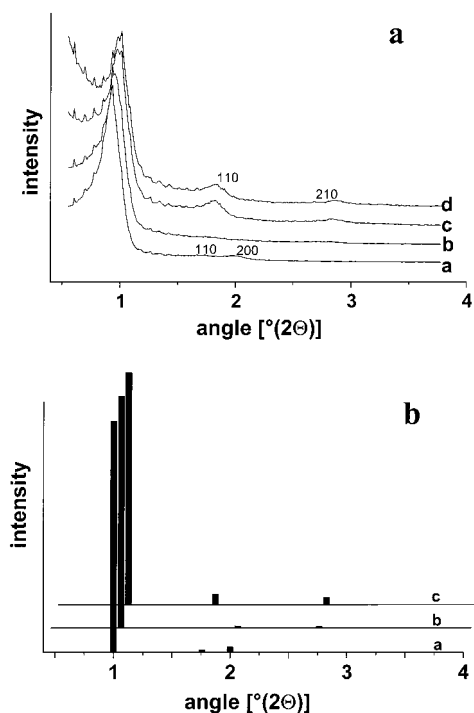 a
intensity
110
210
d
c
b
110
200
a
1
2
3
4
angle [°(2Θ)]
b
intensity
c
b
a
1
2
3
4
angle [°(2Θ)]